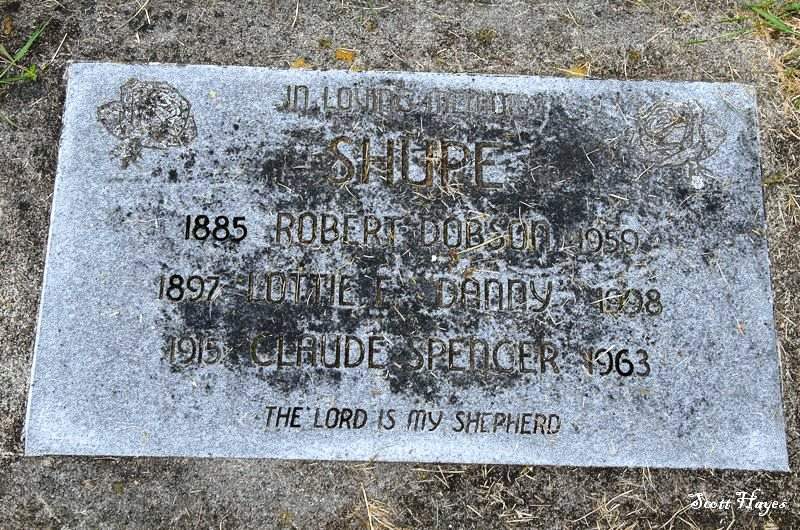 IN LOVING MEMORY
SHUPE
1885 ROBERT DOBSON 1959
1897 LOTTIE E. "DANNY" 1998
1915 CLAUDE SPENCER 1963
THE LORD IS MY SHEPHERD
Scott Hayes